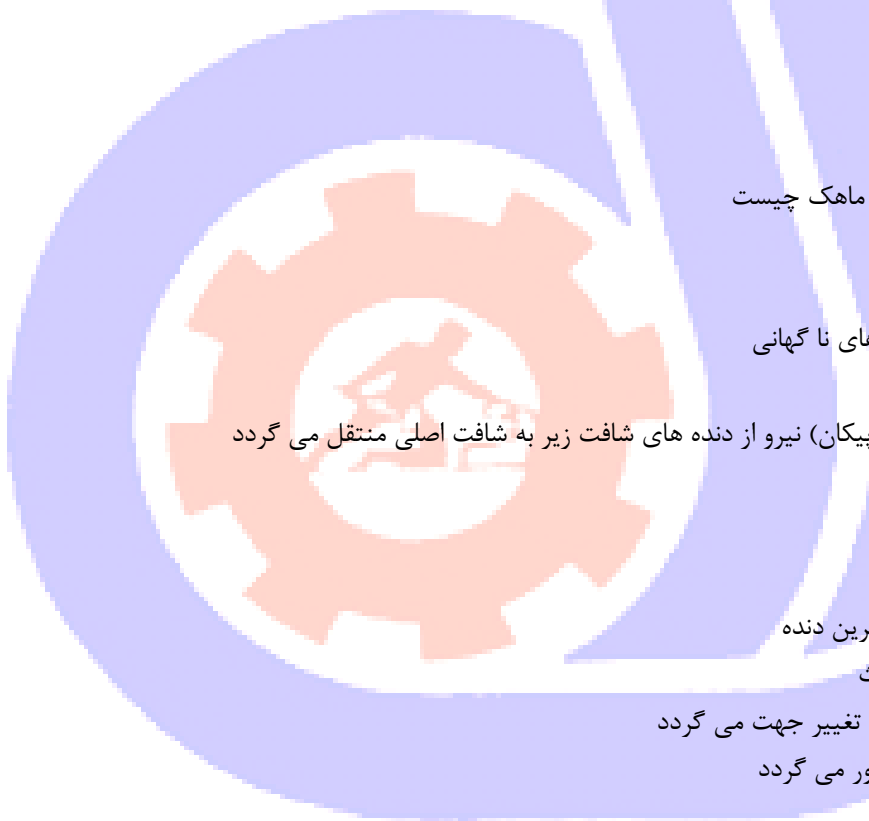 ماهک چیست
های نا گهانی
پیکان) نیرو از دنده های شافت زیر به شافت اصلی منتقل می گردد
رین دنده
تغییر جهت می گردد
ور می گردد